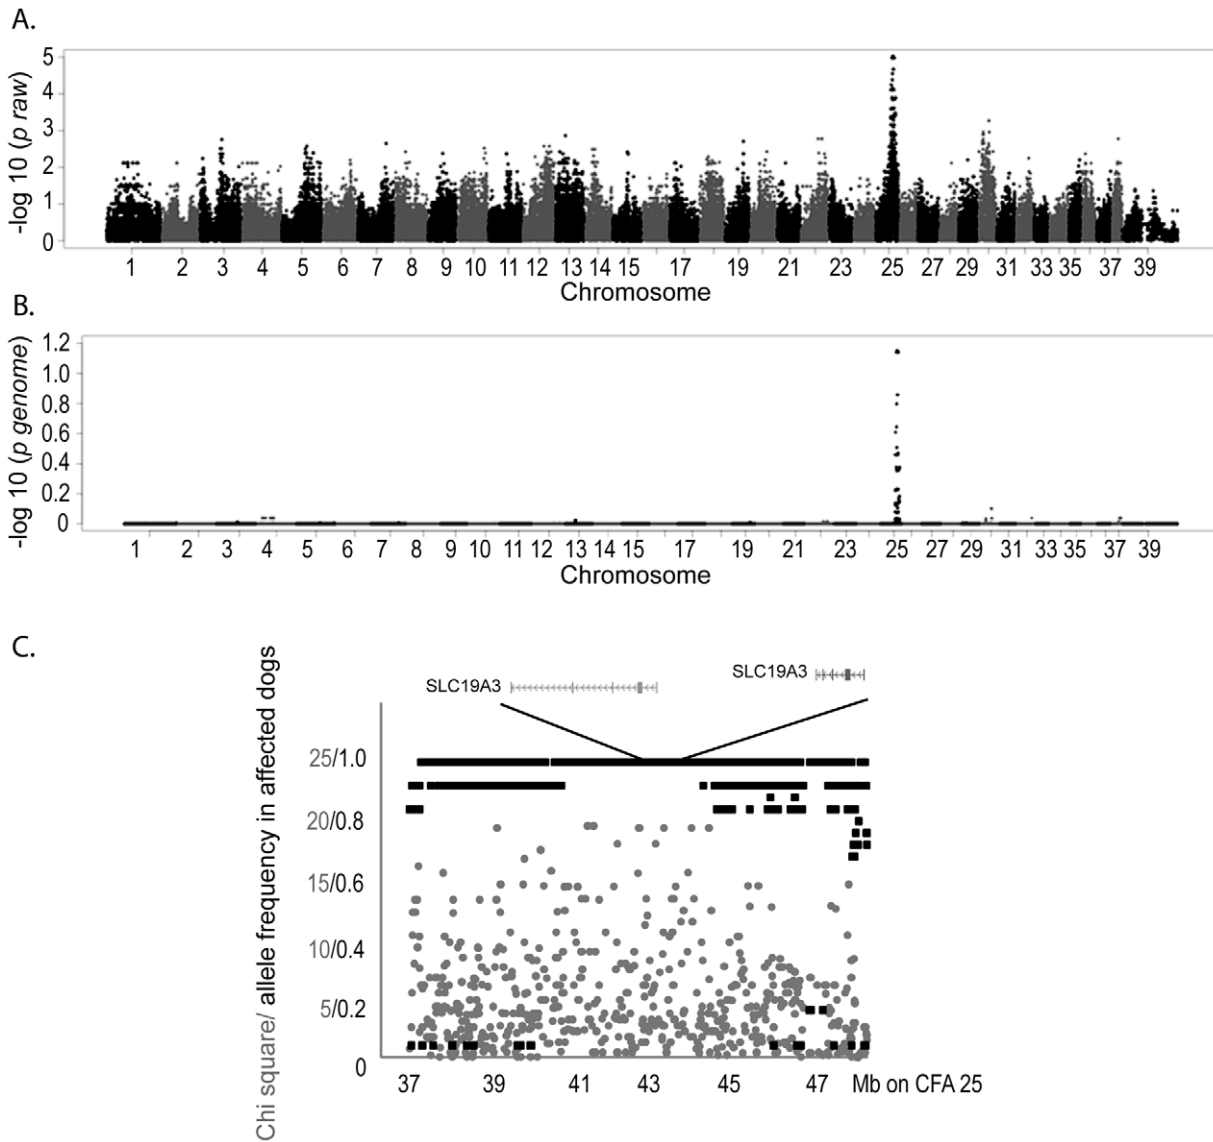 A.
-log 10 (p raw)
5
4
3
2
1
0
1 2 3 4 5 6 7 8 9 10 11 12 13 14 15 17 19 21 23 25 27 29 31 33 35 37 39
Chromosome
B.
-log 10 (p genome)
1.2
1.0
0.8
0.6
0.4
0.2
0
1 2 3 4 5 6 7 8 9 10 11 12 13 14 15 17 19 21 23 25 27 29 31 33 35 37 39
Chromosome
C.
Chi square/ allele frequency in affected dogs
SLC19A3
SLC19A3
25/1.0
20/0.8
15/0.6
10/0.4
5/0.2
0
37 39 41 43 45 47 Mb on CFA 25